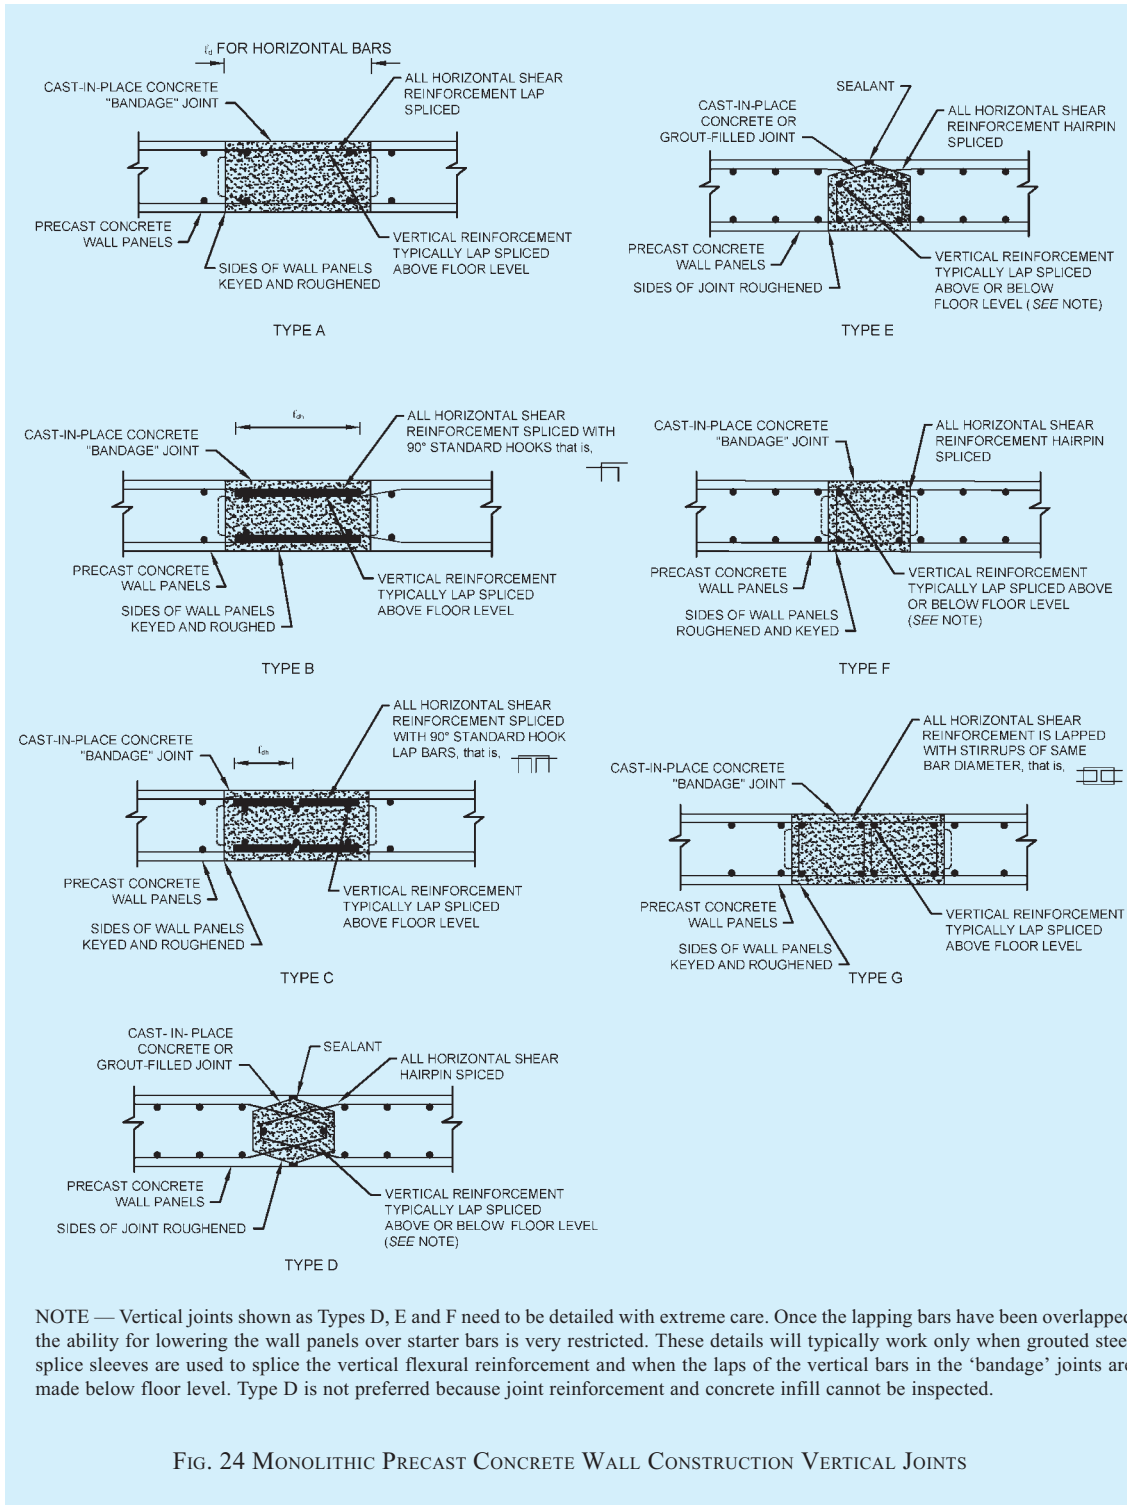 ℓd FOR HORIZONTAL BARS
CAST-IN-PLACE CONCRETE
"BANDAGE" JOINT
ALL HORIZONTAL SHEAR
REINFORCEMENT LAP
SPLICED
PRECAST CONCRETE
WALL PANELS
SIDES OF WALL PANELS
KEYED AND ROUGHENED
VERTICAL REINFORCEMENT
TYPICALLY LAP SPLICED
ABOVE FLOOR LEVEL
TYPE A
SEALANT
CAST-IN-PLACE
CONCRETE OR
GROUT-FILLED JOINT
ALL HORIZONTAL SHEAR
REINFORCEMENT HAIRPIN
SPLICED
PRECAST CONCRETE
WALL PANELS
SIDES OF JOINT ROUGHENED
VERTICAL REINFORCEMENT
TYPICALLY LAP SPLICED
ABOVE OR BELOW
FLOOR LEVEL (SEE NOTE)
TYPE E
ℓdh
CAST-IN-PLACE CONCRETE
"BANDAGE" JOINT
ALL HORIZONTAL SHEAR
REINFORCEMENT SPLICED WITH
90° STANDARD HOOKS that is,
PRECAST CONCRETE
WALL PANELS
SIDES OF WALL PANELS
KEYED AND ROUGHED
VERTICAL REINFORCEMENT
TYPICALLY LAP SPLICED
ABOVE FLOOR LEVEL
TYPE B
CAST-IN-PLACE CONCRETE
"BANDAGE" JOINT
ALL HORIZONTAL SHEAR
REINFORCEMENT HAIRPIN
SPLICED
PRECAST CONCRETE
WALL PANELS
SIDES OF WALL PANELS
ROUGHENED AND KEYED
VERTICAL REINFORCEMENT
TYPICALLY LAP SPLICED ABOVE
OR BELOW FLOOR LEVEL
(SEE NOTE)
TYPE F
CAST-IN-PLACE CONCRETE
"BANDAGE" JOINT
ℓdh
ALL HORIZONTAL SHEAR
REINFORCEMENT SPLICED
WITH 90° STANDARD HOOK
LAP BARS, that is,
PRECAST CONCRETE
WALL PANELS
SIDES OF WALL PANELS
KEYED AND ROUGHENED
VERTICAL REINFORCEMENT
TYPICALLY LAP SPLICED
ABOVE FLOOR LEVEL
TYPE C
CAST-IN-PLACE CONCRETE
"BANDAGE" JOINT
ALL HORIZONTAL SHEAR
REINFORCEMENT IS LAPPED
WITH STIRRUPS OF SAME
BAR DIAMETER, that is,
PRECAST CONCRETE
WALL PANELS
SIDES OF WALL PANELS
KEYED AND ROUGHENED
VERTICAL REINFORCEMENT
TYPICALLY LAP SPLICED
ABOVE FLOOR LEVEL
TYPE G
CAST- IN- PLACE
CONCRETE OR
GROUT-FILLED JOINT
SEALANT
ALL HORIZONTAL SHEAR
HAIRPIN SPICED
PRECAST CONCRETE
WALL PANELS
SIDES OF JOINT ROUGHENED
VERTICAL REINFORCEMENT
TYPICALLY LAP SPLICED
ABOVE OR BELOW FLOOR LEVEL
(SEE NOTE)
TYPE D
NOTE — Vertical joints shown as Types D, E and F need to be detailed with extreme care. Once the lapping bars have been overlapped
the ability for lowering the wall panels over starter bars is very restricted. These details will typically work only when grouted stee
splice sleeves are used to splice the vertical flexural reinforcement and when the laps of the vertical bars in the ‘bandage’ joints are
made below floor level. Type D is not preferred because joint reinforcement and concrete infill cannot be inspected.
FIG. 24 MONOLITHIC PRECAST CONCRETE WALL CONSTRUCTION VERTICAL JOINTS